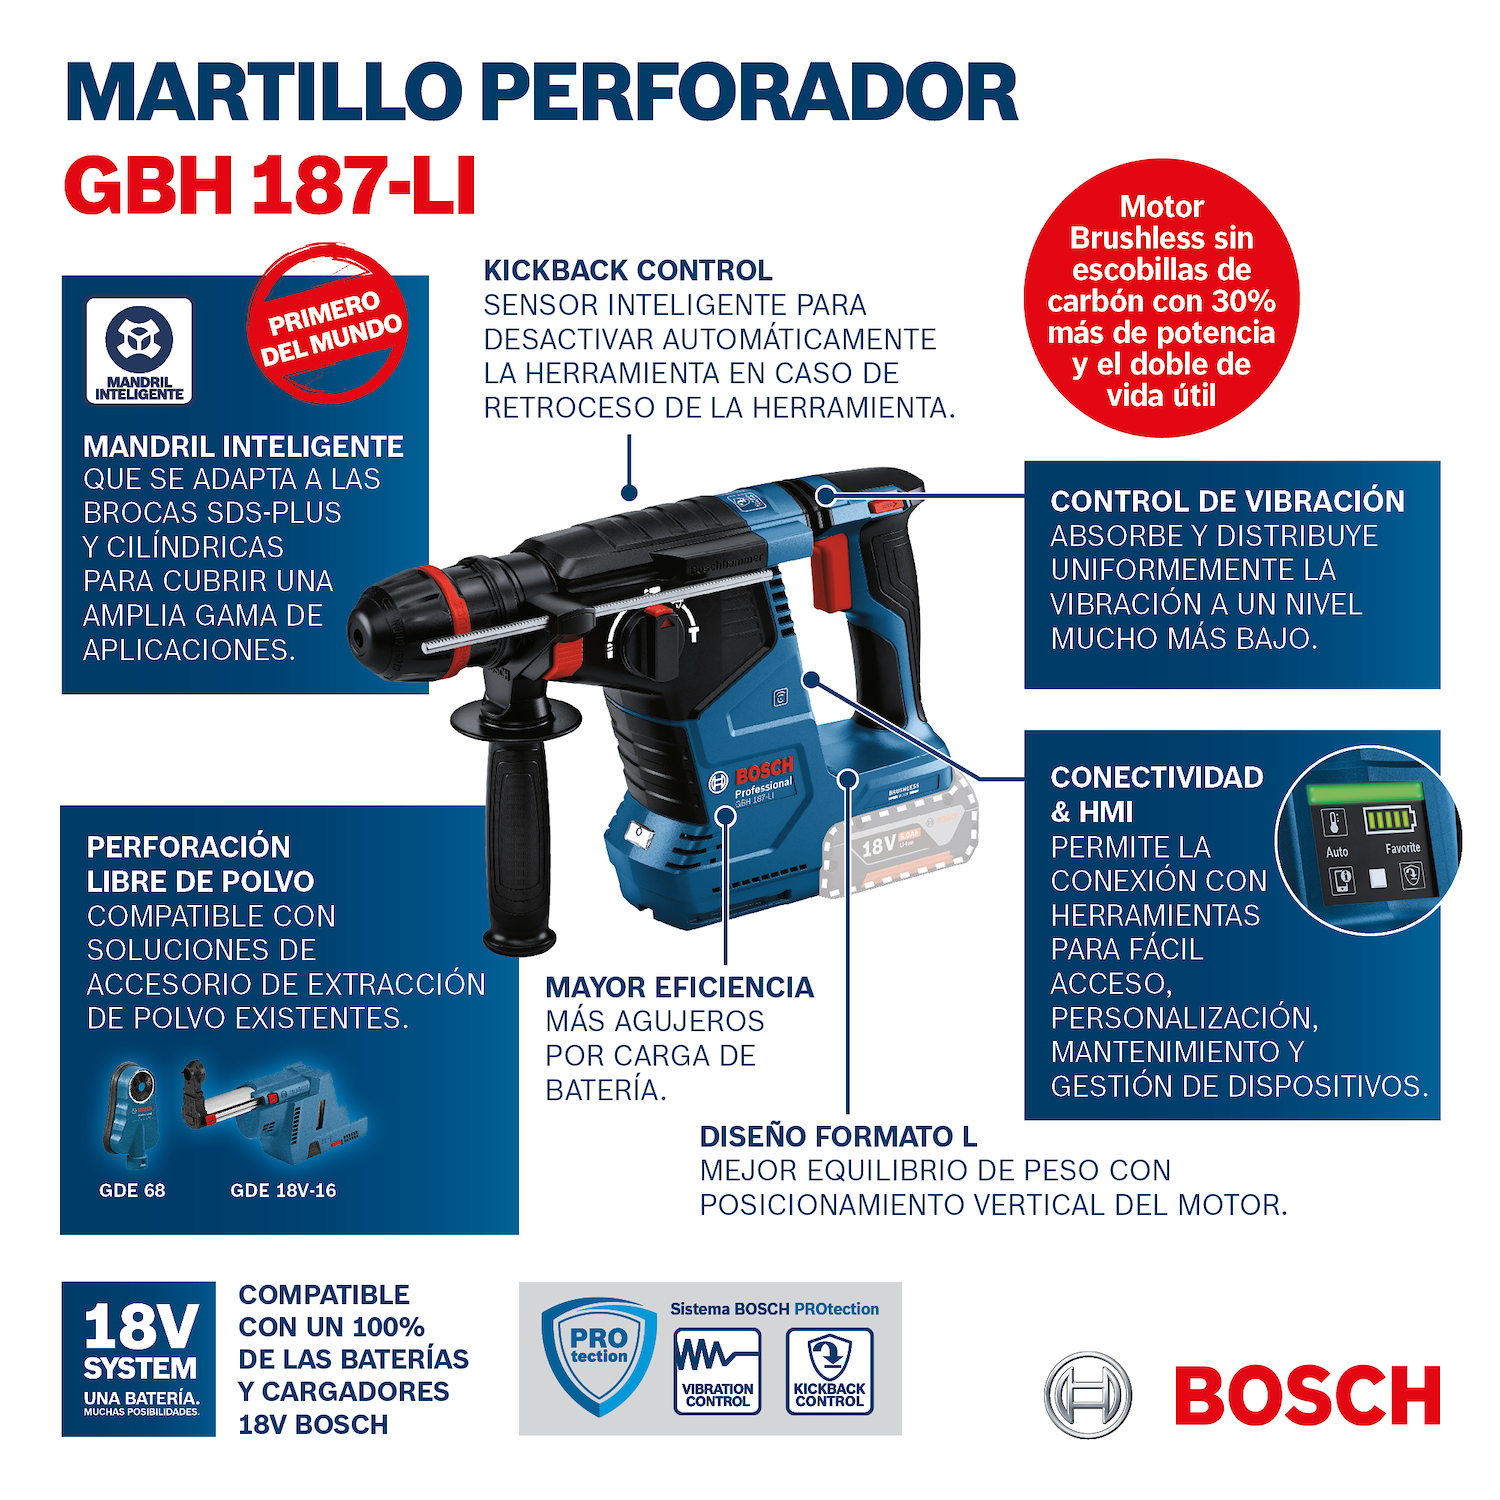 MARTILLO PERFORADOR
GBH 187-LI
PRIMERO
DEL MUNDO
MANDRIL
INTELIGENTE
MANDRIL INTELIGENTE
QUE SE ADAPTA A LAS
BROCAS SDS-PLUS
Y CILÍNDRICAS
PARA CUBRIR UNA
AMPLIA GAMA DE
APLICACIONES.
KICKBACK CONTROL
SENSOR INTELIGENTE PARA
DESACTIVAR AUTOMÁTICAMENTE
LA HERRAMIENTA EN CASO DE
RETROCESO DE LA HERRAMIENTA.
Motor
Brushless sin
escobillas de
carbón con 30%
más de potencia
y el doble de
vida útil
CONTROL DE VIBRACIÓN
ABSORBE Y DISTRIBUYE
UNIFORMEMENTE LA
VIBRACIÓN A UN NIVEL
MUCHO MÁS BAJO.
Boschhammer
BOSCH
BOSCH
Professional
GBH 187-LI
BRUSHLESS
18V
BOSCH
CONECTIVIDAD
& HMI
PERMITE LA
CONEXIÓN CON
HERRAMIENTAS
PARA FÁCIL
ACCESO,
PERSONALIZACIÓN,
MANTENIMIENTO Y
GESTIÓN DE DISPOSITIVOS.
Auto
Favorite
PERFORACIÓN
LIBRE DE POLVO
COMPATIBLE CON
SOLUCIONES DE
ACCESORIO DE EXTRACCIÓN
DE POLVO EXISTENTES.
BOSCH
GDE 68
GDE 18V-16
MAYOR EFICIENCIA
MÁS AGUJEROS
POR CARGA DE
BATERÍA.
DISEÑO FORMATO L
MEJOR EQUILIBRIO DE PESO CON
POSICIONAMIENTO VERTICAL DEL MOTOR.
18V
SYSTEM
UNA BATERÍA.
MUCHAS POSIBILIDADES.
COMPATIBLE
CON UN 100%
DE LAS BATERÍAS
Y CARGADORES
18V BOSCH
PRO
tection
Sistema BOSCH PROtection
VIBRATION
CONTROL
KICKBACK
CONTROL
BOSCH